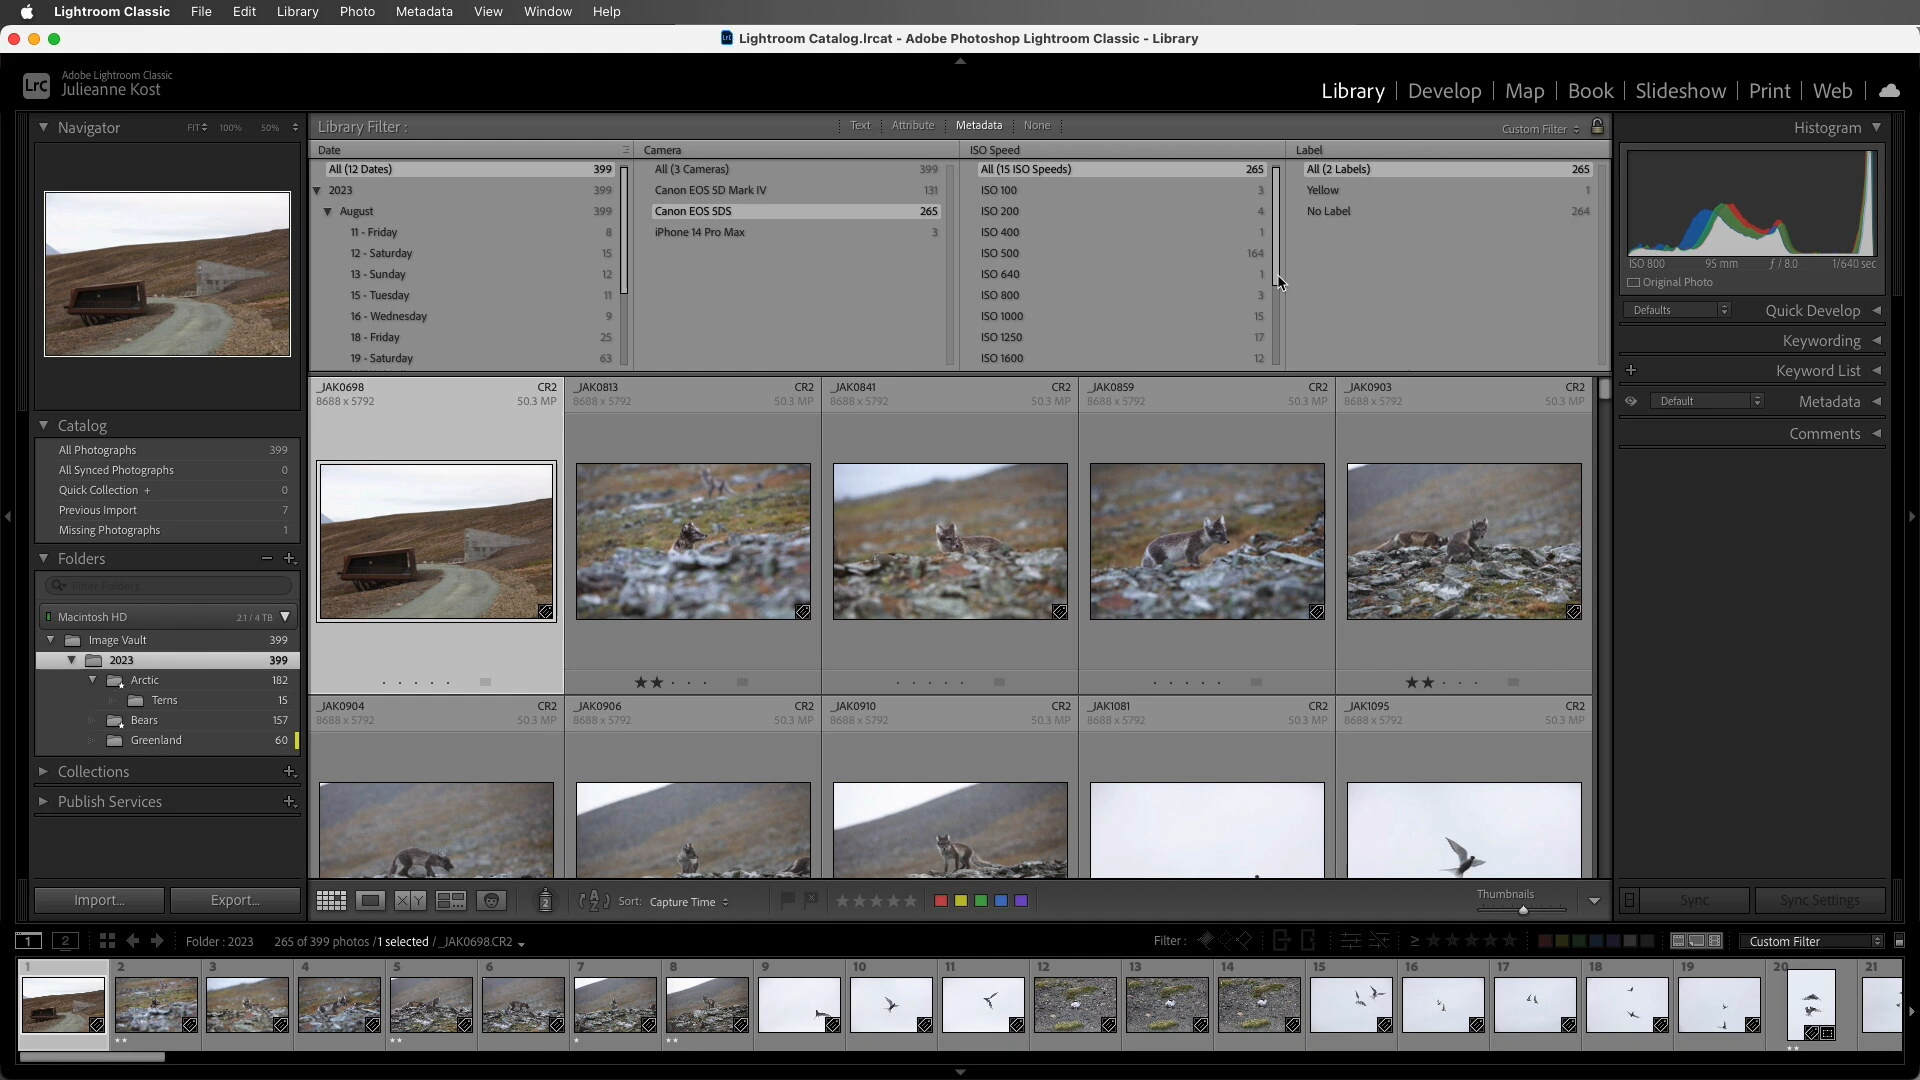 Lightroom Classic File Edit Library Photo Metadata View Window Help
Lightroom Catalog.lrcat - Adobe Photoshop Lightroom Classic - Library
LrC Adobe Lightroom Classic
Julieanne Kost
Library Develop Map Book Slideshow Print Web
Navigator FIT 100% 50%
Library Filter : Text Attribute Metadata None Custom Filter
Date Camera ISO Speed Label
All (12 Dates) 399 All (3 Cameras) 399 All (15 ISO Speeds) 265 All (2 Labels) 265
2023 399 Canon EOS 5D Mark IV 131 ISO 100 3 Yellow 1
August 399 Canon EOS 5DS 265 ISO 200 4 No Label 264
11 - Friday 8 iPhone 14 Pro Max 3 ISO 400 1
12 - Saturday 15 ISO 500 164
13 - Sunday 12 ISO 640 1
15 - Tuesday 11 ISO 800 3
16 - Wednesday 9 ISO 1000 15
18 - Friday 25 ISO 1250 17
19 - Saturday 63 ISO 1600 12
Histogram
ISO 800 95 mm ƒ / 8.0 1/640 sec
Original Photo
Defaults Quick Develop
Keywording
Keyword List
Default Metadata
Comments
Catalog
All Photographs 399
All Synced Photographs 0
Quick Collection + 0
Previous Import 7
Missing Photographs 1
Folders
Filter Folders
Macintosh HD 2.1 / 4 TB
Image Vault 399
2023 399
Arctic 182
Terns 15
Bears 157
Greenland 60
Collections
Publish Services
Import... Export...
_JAK0698 CR2 _JAK0813 CR2 _JAK0841 CR2 _JAK0859 CR2 _JAK0903 CR2
8688 x 5792 50.3 MP 8688 x 5792 50.3 MP 8688 x 5792 50.3 MP 8688 x 5792 50.3 MP 8688 x 5792 50.3 MP
_JAK0904 CR2 _JAK0906 CR2 _JAK0910 CR2 _JAK1081 CR2 _JAK1095 CR2
8688 x 5792 50.3 MP 8688 x 5792 50.3 MP 8688 x 5792 50.3 MP 8688 x 5792 50.3 MP 8688 x 5792 50.3 MP
XY Sort: Capture Time Thumbnails
Sync Sync Settings
1 2 Folder : 2023 265 of 399 photos / 1 selected / _JAK0698.CR2 Filter : ≥ Custom Filter
1 2 3 4 5 6 7 8 9 10 11 12 13 14 15 16 17 18 19 20 21